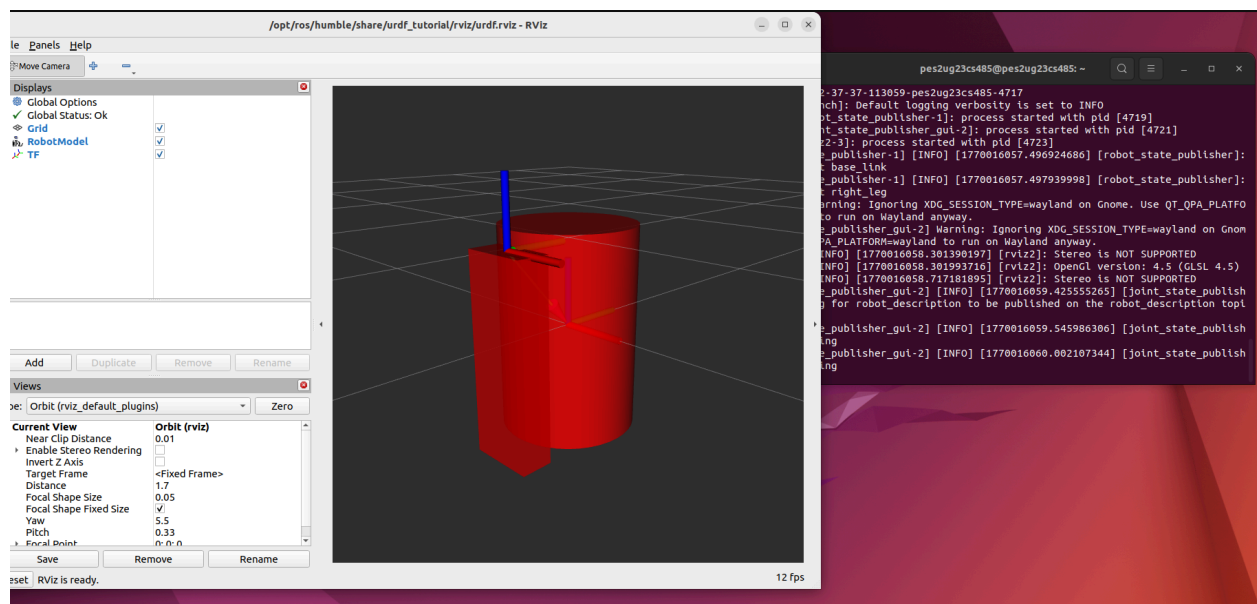 /opt/ros/humble/share/urdf_tutorial/rviz/urdf.rviz - RViz
le Panels Help
Move Camera
Displays
Global Options
Global Status: Ok
Grid
RobotModel
TF
Add Duplicate Remove Rename
Views
pe: Orbit (rviz_default_plugins) Zero
Current View Orbit (rviz)
Near Clip Distance 0.01
Enable Stereo Rendering
Invert Z Axis
Target Frame <Fixed Frame>
Distance 1.7
Focal Shape Size 0.05
Focal Shape Fixed Size
Yaw 5.5
Pitch 0.33
Focal Point 0; 0; 0
Save Remove Rename
eset RViz is ready.
12 fps
pes2ug23cs485@pes2ug23cs485: ~
2-37-37-113059-pes2ug23cs485-4717
nch]: Default logging verbosity is set to INFO
ot_state_publisher-1]: process started with pid [4719]
nt_state_publisher_gui-2]: process started with pid [4721]
z2-3]: process started with pid [4723]
e_publisher-1] [INFO] [1770016057.496924686] [robot_state_publisher]:
t base_link
e_publisher-1] [INFO] [1770016057.497939998] [robot_state_publisher]:
t right_leg
arning: Ignoring XDG_SESSION_TYPE=wayland on Gnome. Use QT_QPA_PLATFO
to run on Wayland anyway.
e_publisher_gui-2] Warning: Ignoring XDG_SESSION_TYPE=wayland on Gnom
PA_PLATFORM=wayland to run on Wayland anyway.
INFO] [1770016058.301390197] [rviz2]: Stereo is NOT SUPPORTED
INFO] [1770016058.301993716] [rviz2]: OpenGl version: 4.5 (GLSL 4.5)
INFO] [1770016058.717181895] [rviz2]: Stereo is NOT SUPPORTED
e_publisher_gui-2] [INFO] [1770016059.425555265] [joint_state_publish
g for robot_description to be published on the robot_description topi
e_publisher_gui-2] [INFO] [1770016059.545986306] [joint_state_publish
ing
e_publisher_gui-2] [INFO] [1770016060.002107344] [joint_state_publish
ing